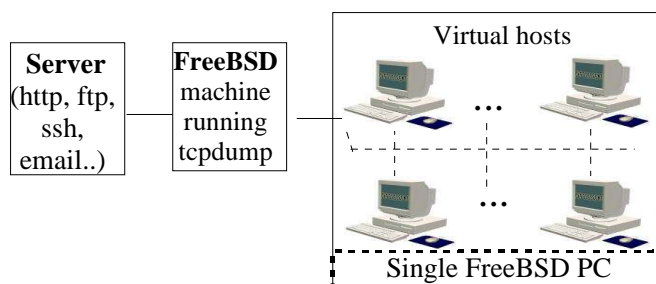 Server
(http, ftp,
ssh,
email..)
FreeBSD
machine
running
tcpdump
Virtual hosts
...
...
Single FreeBSD PC